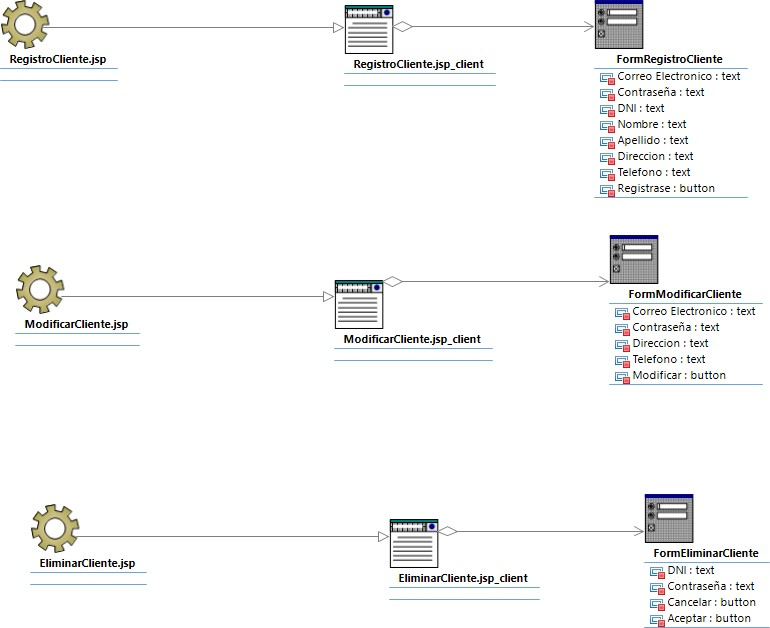 RegistroCliente.jsp
RegistroCliente.jsp_client
FormRegistroCliente
Correo Electronico : text
Contraseña : text
DNI : text
Nombre : text
Apellido : text
Direccion : text
Telefono : text
Registrase : button
ModificarCliente.jsp
ModificarCliente.jsp_client
FormModificarCliente
Correo Electronico : text
Contraseña : text
Direccion : text
Telefono : text
Modificar : button
EliminarCliente.jsp
EliminarCliente.jsp_client
FormEliminarCliente
DNI : text
Contraseña : text
Cancelar : button
Aceptar : button